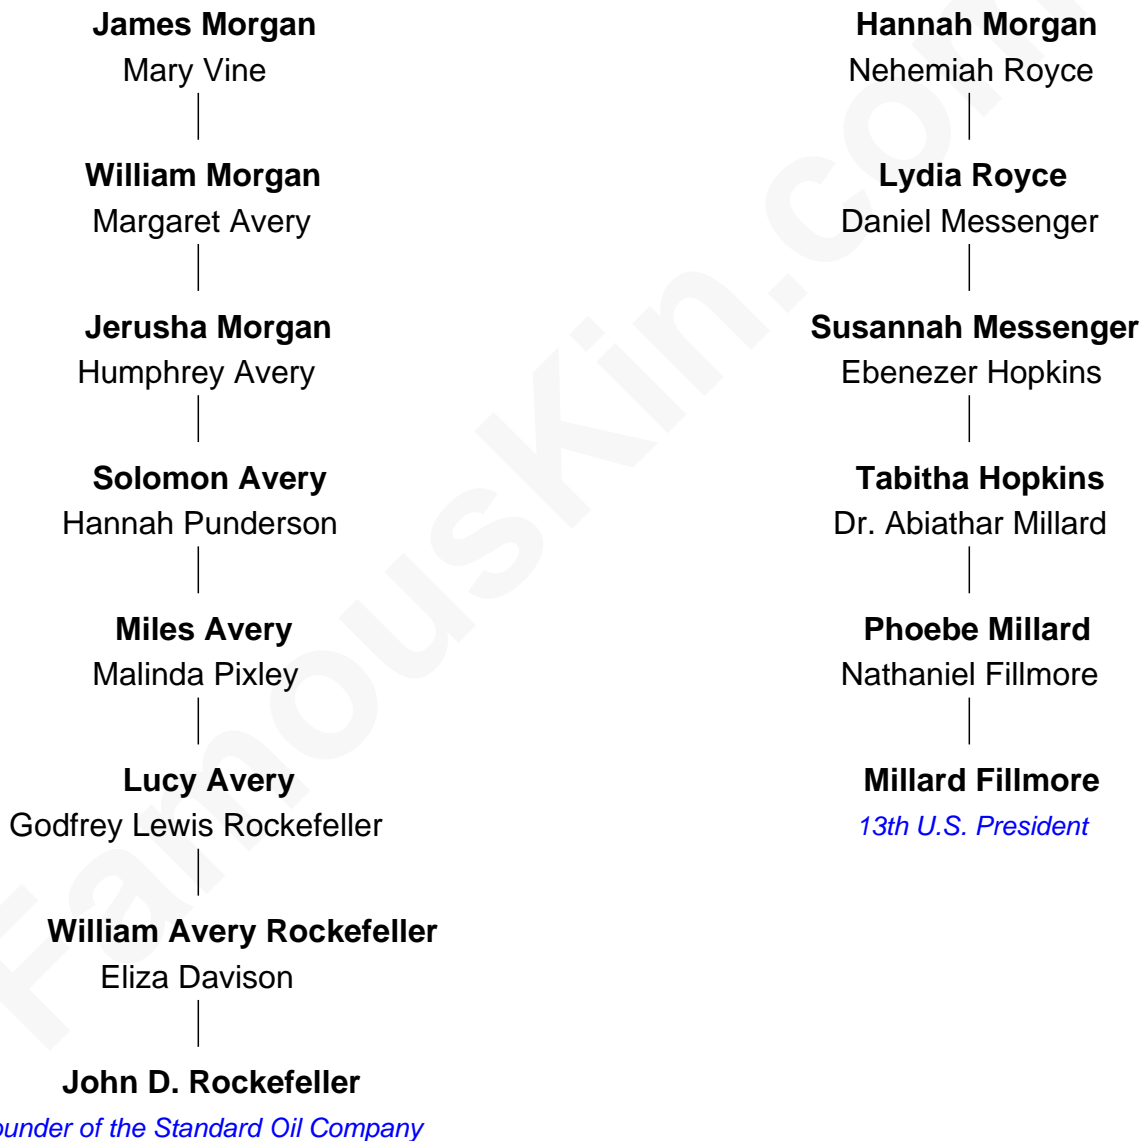 James Morgan
Mary Vine
William Morgan
Margaret Avery
Jerusha Morgan
Humphrey Avery
Solomon Avery
Hannah Punderson
Miles Avery
Malinda Pixley
Lucy Avery
Godfrey Lewis Rockefeller
William Avery Rockefeller
Eliza Davison
John D. Rockefeller
ounder of the Standard Oil Company
Hannah Morgan
Nehemiah Royce
Lydia Royce
Daniel Messenger
Susannah Messenger
Ebenezer Hopkins
Tabitha Hopkins
Dr. Abiathar Millard
Phoebe Millard
Nathaniel Fillmore
Millard Fillmore
13th U.S. President
FamousKin.com